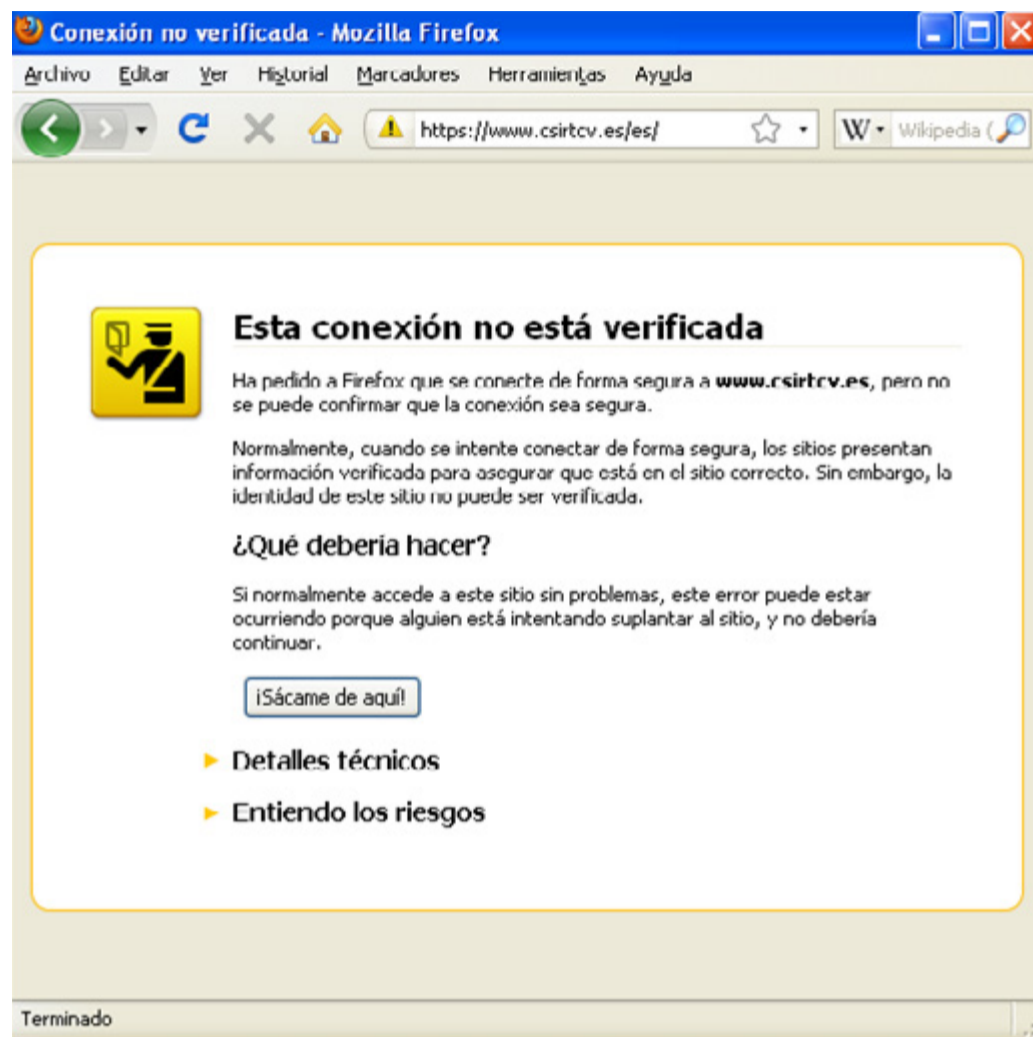 Conexión no verificada - Mozilla Firefox
Archivo Editar Ver Historial Marcadores Herramientas Ayuda
https://www.csirtcv.es/es/
W Wikipedia (
Esta conexión no está verificada
Ha pedido a Firefox que se conecte de forma segura a www.csirtcv.es, pero no
se puede confirmar que la conexión sea segura.
Normalmente, cuando se intente conectar de forma segura, los sitios presentan
información verificada para asegurar que está en el sitio correcto. Sin embargo, la
identidad de este sitio no puede ser verificada.
¿Qué debería hacer?
Si normalmente accede a este sitio sin problemas, este error puede estar
ocurriendo porque alguien está intentando suplantar al sitio, y no debería
continuar.
¡Sácame de aquí!
Detalles técnicos
Entiendo los riesgos
Terminado